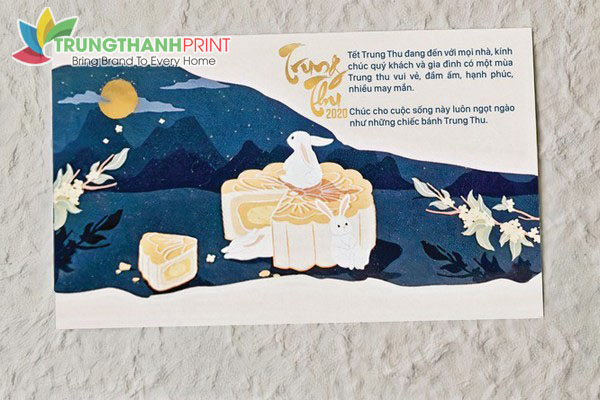 TRUNGTHANHPRINT
Bring Brand To Every Home
Trung
Thu
2020
Tết Trung Thu đang đến với mọi nhà, kính
chúc quý khách và gia đình có một mùa
Trung thu vui vẻ, đầm ấm, hạnh phúc,
nhiều may mắn.
Chúc cho cuộc sống này luôn ngọt ngào
như những chiếc bánh Trung Thu.